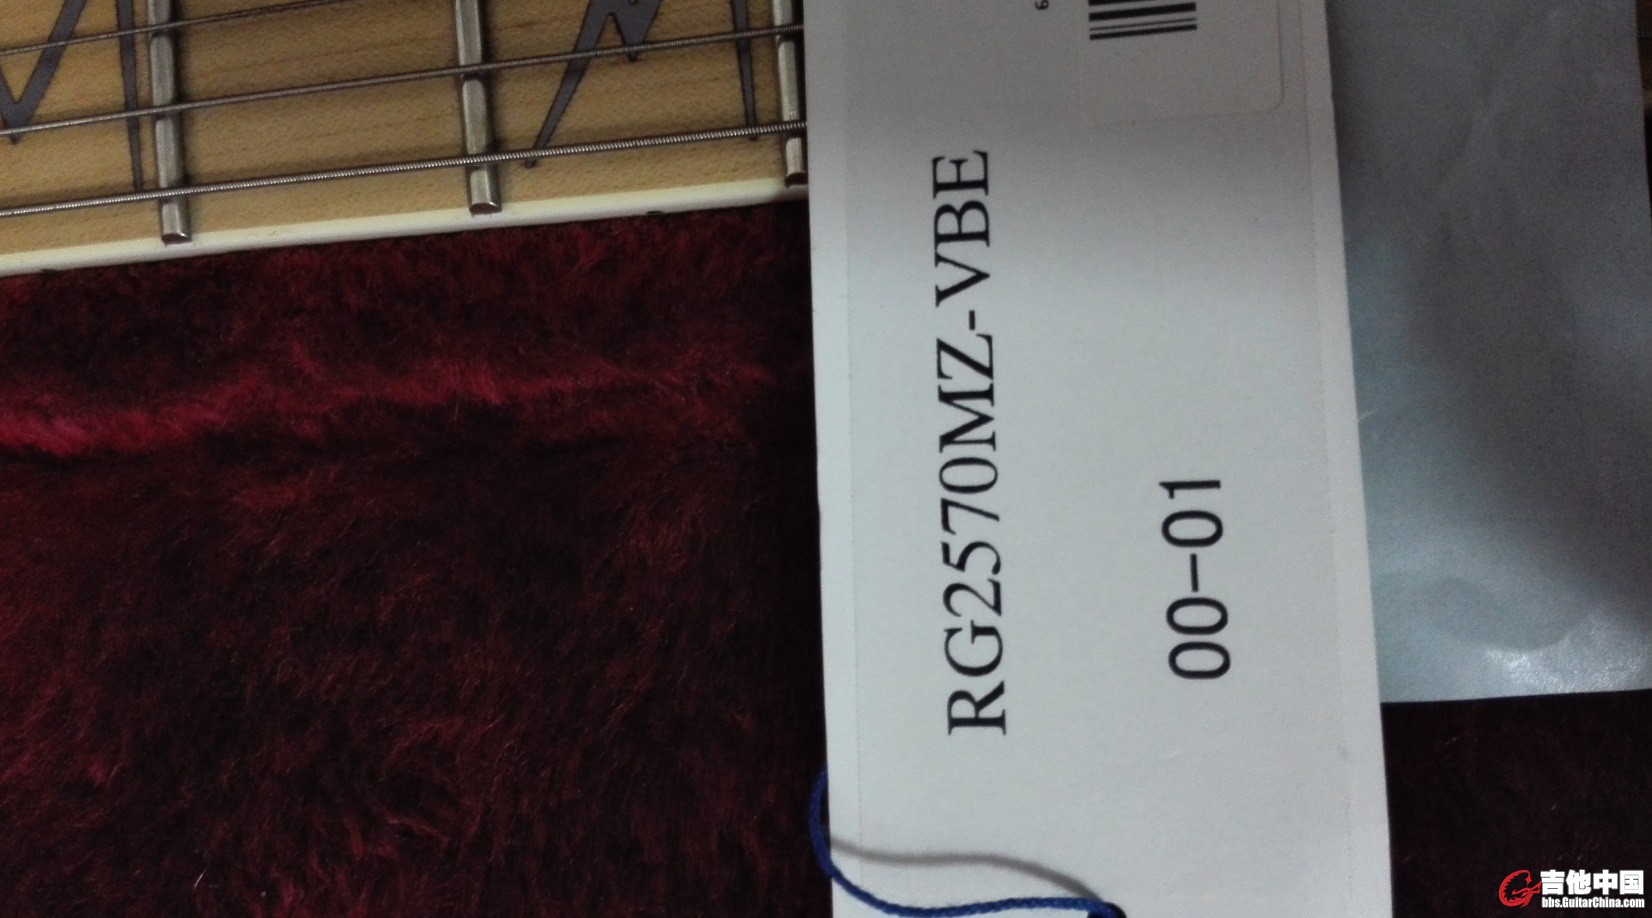 RG2570MZ-VBE
00-01
吉他中国
bbs.GuitarChina.com